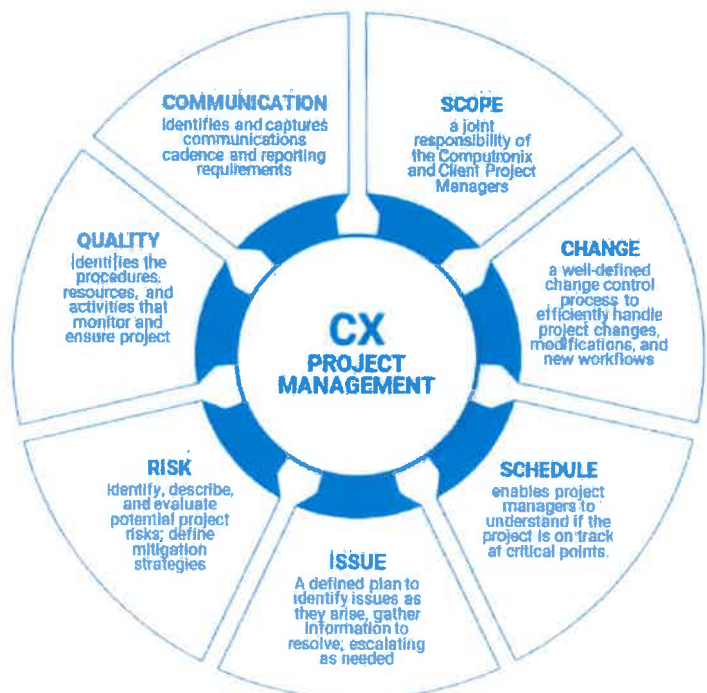 COMMUNICATION
Identifies and captures
communications
cadence and reporting
requirements
SCOPE
a joint
responsibility of
the Computronix
and Client Project
Managers
CHANGE
a well-defined
change control
process to
efficiently handle
project changes,
modifications, and
new workflows
SCHEDULE
enables project
managers to
understand if the
project is on track
at critical points.
ISSUE
A defined plan to
identify issues as
they arise, gather
information to
resolve; escalating
as needed
RISK
Identify, describe,
and evaluate
potential project
risks; define
mitigation
strategies
QUALITY
Identifies the
procedures,
resources, and
activities that
monitor and
ensure project
CX
PROJECT
MANAGEMENT